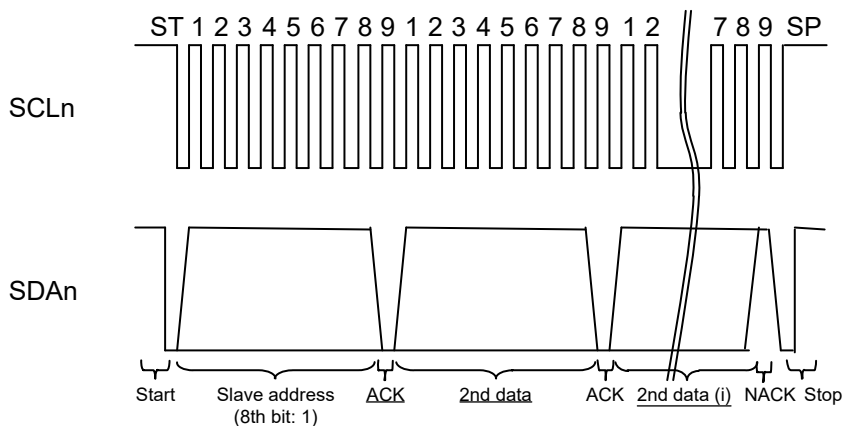 ST 1 2 3 4 5 6 7 8 9 1 2 3 4 5 6 7 8 9 1 2 7 8 9 SP
SCLn
SDAn
Start Slave address ACK 2nd data ACK 2nd data (i) NACK Stop
(8th bit: 1)